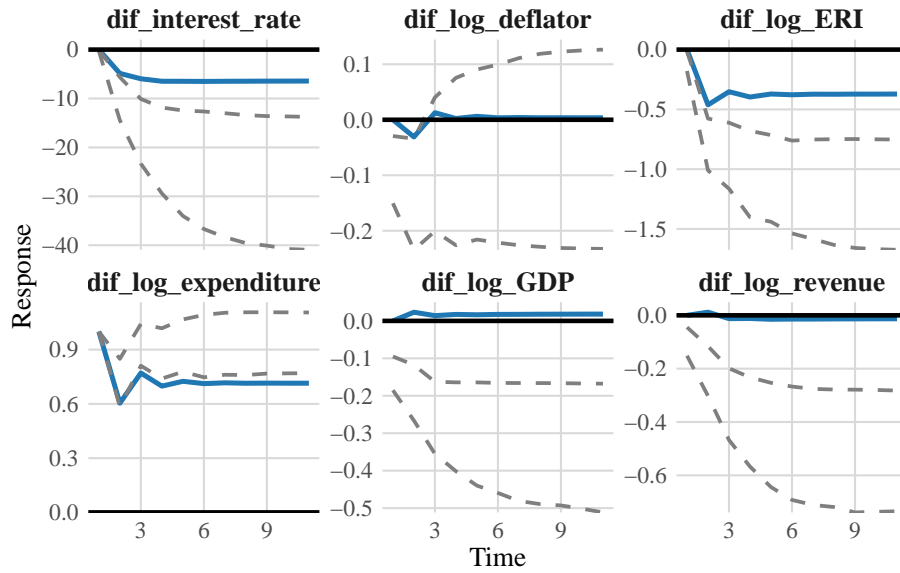 dif_interest_rate
dif_log_deflator
dif_log_ERI
0
−10
−20
−30
−40
0.1
0.0
−0.1
−0.2
0.0
−0.5
−1.0
−1.5
dif_log_expenditure
dif_log_GDP
dif_log_revenue
0.9
0.6
0.3
0.0
0.0
−0.1
−0.2
−0.3
−0.4
−0.5
0.0
−0.2
−0.4
−0.6
3 6 9
3 6 9
3 6 9
Time
Response